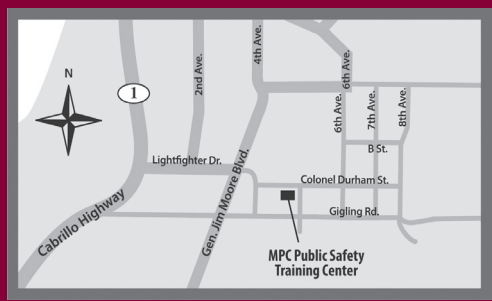 N
1
2nd Ave.
4th Ave.
6th Ave.
6th Ave.
7th Ave.
8th Ave.
B St.
Lightfighter Dr.
Colonel Durham St.
Gigling Rd.
Cabrillo Highway
Gen. Jim Moore Blvd.
MPC Public Safety
Training Center